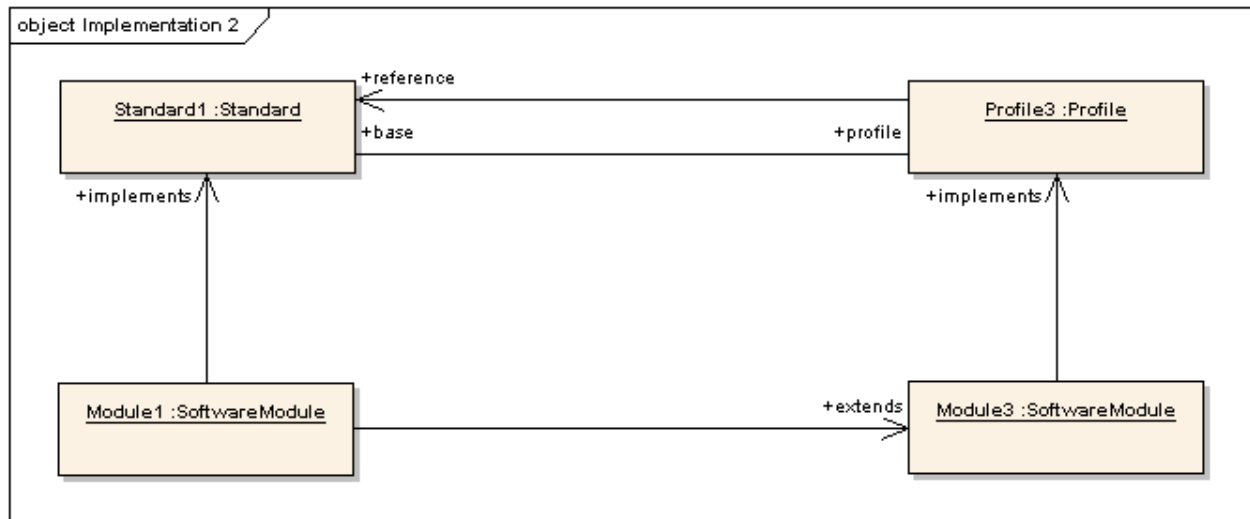 object Implementation 2
+reference
Standard1 :Standard
Profile3 :Profile
+base
+profile
+implements
+implements
Module1 :SoftwareModule
+extends
Module3 :SoftwareModule